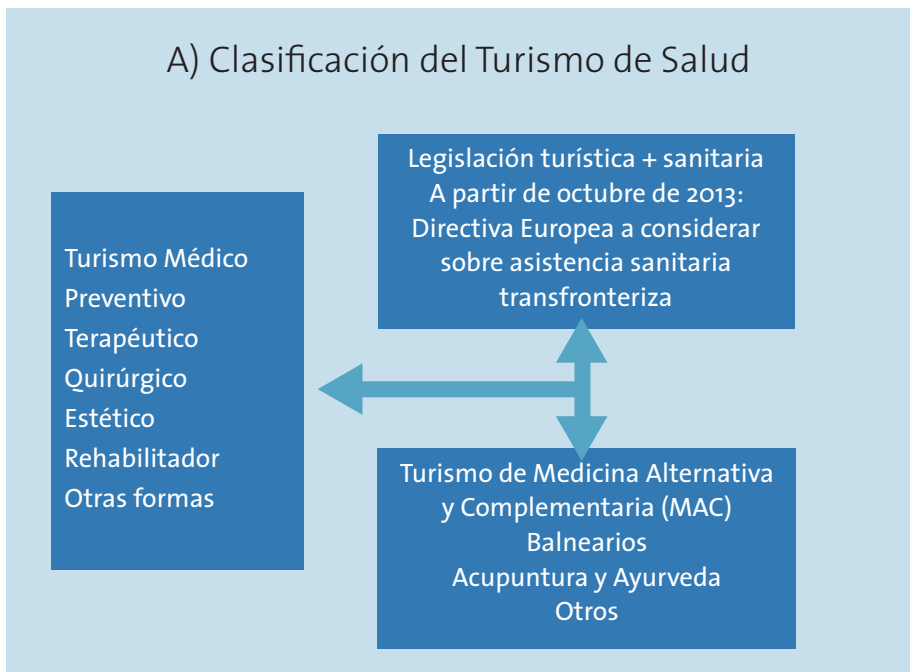 A) Clasificación del Turismo de Salud
Turismo Médico
Preventivo
Terapéutico
Quirúrgico
Estético
Rehabilitador
Otras formas
Legislación turística + sanitaria
A partir de octubre de 2013:
Directiva Europea a considerar
sobre asistencia sanitaria
transfronteriza
Turismo de Medicina Alternativa
y Complementaria (MAC)
Balnearios
Acupuntura y Ayurveda
Otros